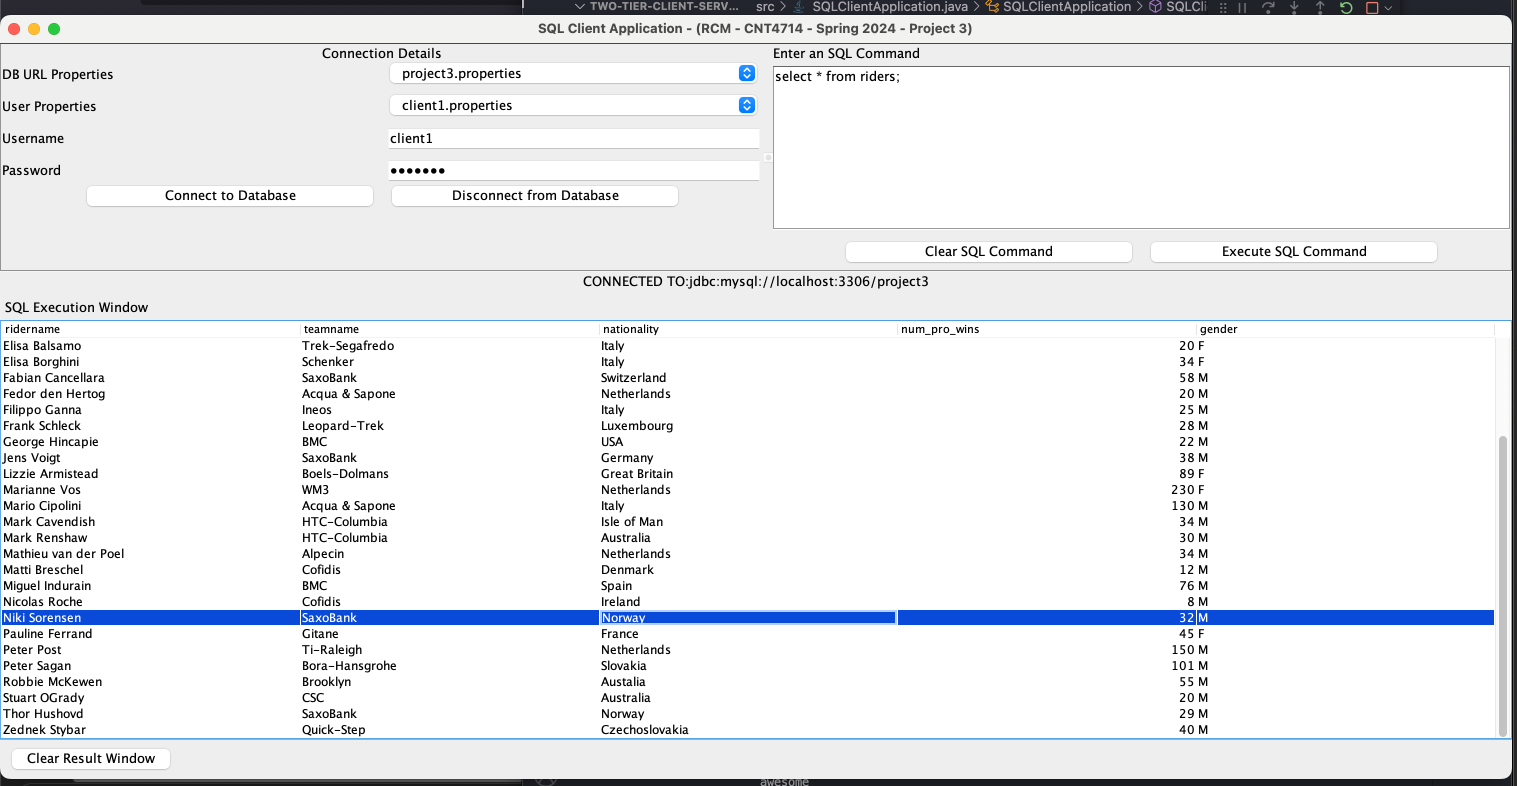 TWO-TIER-CLIENT-SERV... src > SQLClientApplication.java > SQLClientApplication > SQLCli
SQL Client Application - (RCM - CNT4714 - Spring 2024 - Project 3)
Connection Details
DB URL Properties project3.properties
User Properties client1.properties
Username client1
Password •••••••
Connect to Database Disconnect from Database
Enter an SQL Command
select * from riders;
Clear SQL Command Execute SQL Command
CONNECTED TO:jdbc:mysql://localhost:3306/project3
SQL Execution Window
ridername teamname nationality num_pro_wins gender
Elisa Balsamo Trek-Segafredo Italy 20 F
Elisa Borghini Schenker Italy 34 F
Fabian Cancellara SaxoBank Switzerland 58 M
Fedor den Hertog Acqua & Sapone Netherlands 20 M
Filippo Ganna Ineos Italy 25 M
Frank Schleck Leopard-Trek Luxembourg 28 M
George Hincapie BMC USA 22 M
Jens Voigt SaxoBank Germany 38 M
Lizzie Armistead Boels-Dolmans Great Britain 89 F
Marianne Vos WM3 Netherlands 230 F
Mario Cipolini Acqua & Sapone Italy 130 M
Mark Cavendish HTC-Columbia Isle of Man 34 M
Mark Renshaw HTC-Columbia Australia 30 M
Mathieu van der Poel Alpecin Netherlands 34 M
Matti Breschel Cofidis Denmark 12 M
Miguel Indurain BMC Spain 76 M
Nicolas Roche Cofidis Ireland 8 M
Niki Sorensen SaxoBank Norway 32 M
Pauline Ferrand Gitane France 45 F
Peter Post Ti-Raleigh Netherlands 150 M
Peter Sagan Bora-Hansgrohe Slovakia 101 M
Robbie McKewen Brooklyn Austalia 55 M
Stuart OGrady CSC Australia 20 M
Thor Hushovd SaxoBank Norway 29 M
Zednek Stybar Quick-Step Czechoslovakia 40 M
Clear Result Window
awesome